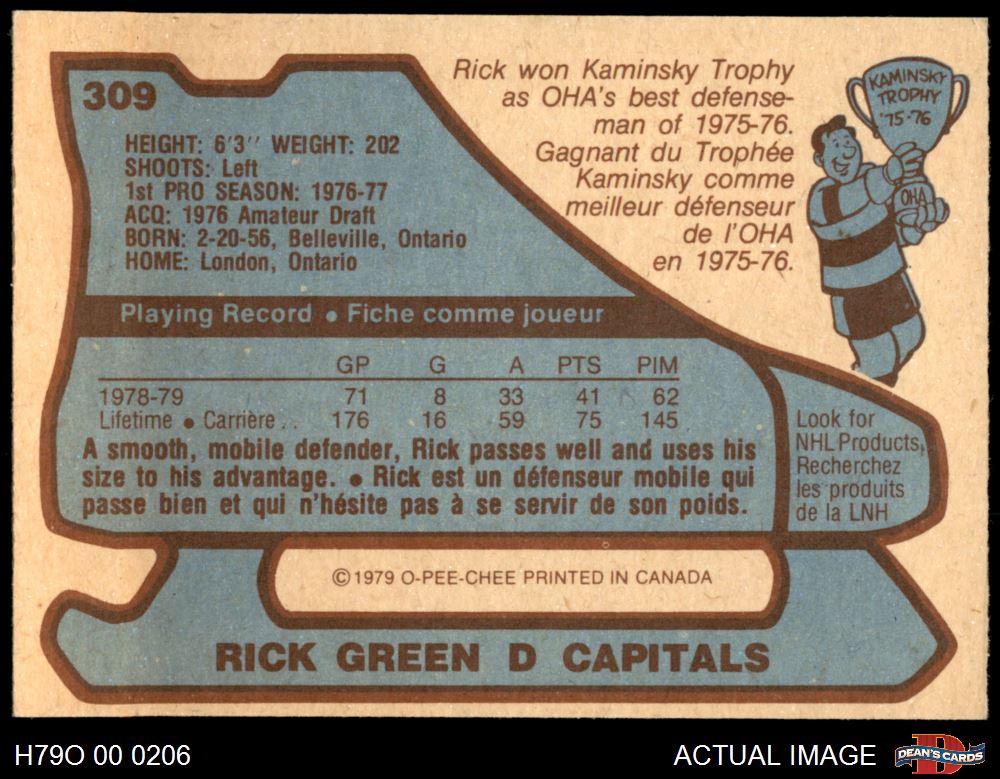 309
HEIGHT: 6'3'' WEIGHT: 202
SHOOTS: Left
1st PRO SEASON: 1976-77
ACQ: 1976 Amateur Draft
BORN: 2-20-56, Belleville, Ontario
HOME: London, Ontario
Rick won Kaminsky Trophy
as OHA's best defense-
man of 1975-76.
Gagnant du Trophée
Kaminsky comme
meilleur défenseur
de l'OHA
en 1975-76.
KAMINSKY
TROPHY
'75-76
OHA
Playing Record • Fiche comme joueur
GP G A PTS PIM
1978-79 71 8 33 41 62
Lifetime • Carrière . . 176 16 59 75 145
A smooth, mobile defender, Rick passes well and uses his
size to his advantage. • Rick est un défenseur mobile qui
passe bien et qui n'hésite pas à se servir de son poids.
Look for
NHL Products,
Recherchez
les produits
de la LNH
©1979 O-PEE-CHEE PRINTED IN CANADA
RICK GREEN D CAPITALS
H79O 00 0206
ACTUAL IMAGE
DEAN'S CARDS